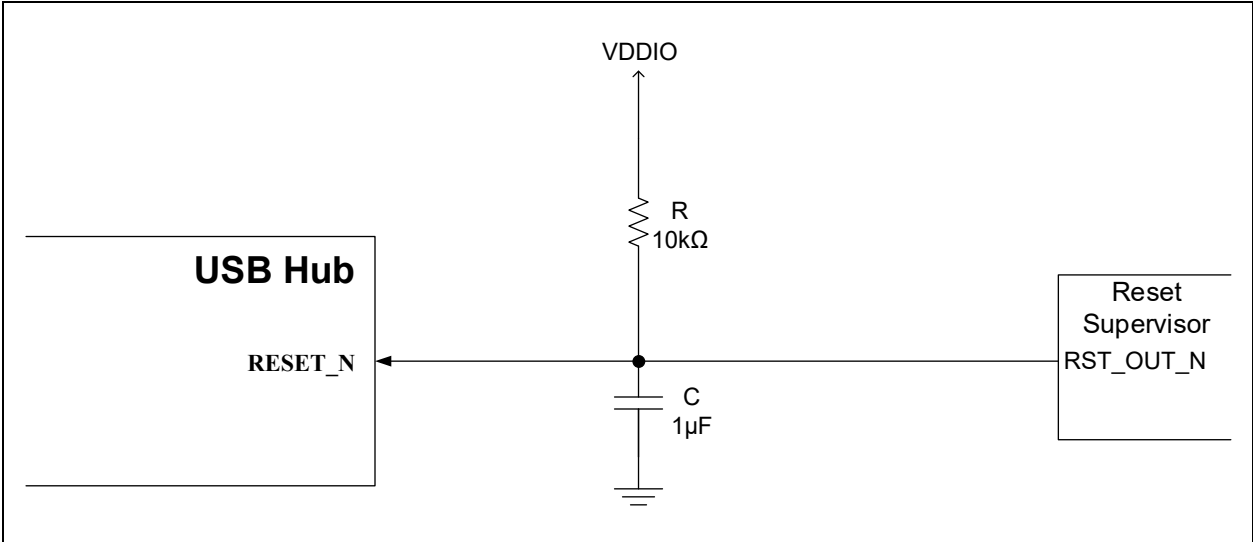 VDDIO
R
10kΩ
USB Hub
Reset
Supervisor
RESET_N
RST_OUT_N
C
1µF